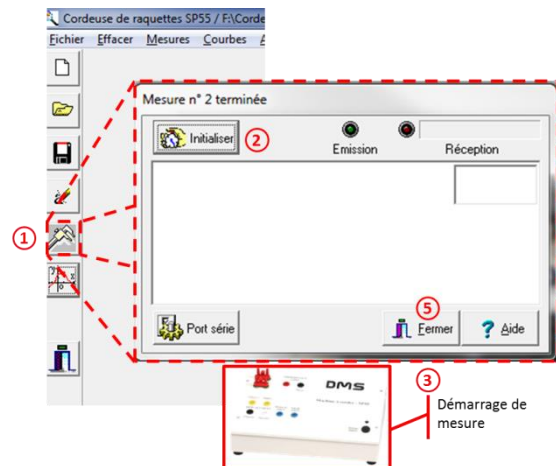 Cordeuse de raquettes SP55 / F:\Corde
Fichier Effacer Mesures Courbes
Mesure n° 2 terminée
Initialiser
2
Emission
Réception
1
5
Port série
Fermer
Aide
DMS
3
Démarrage de
mesure